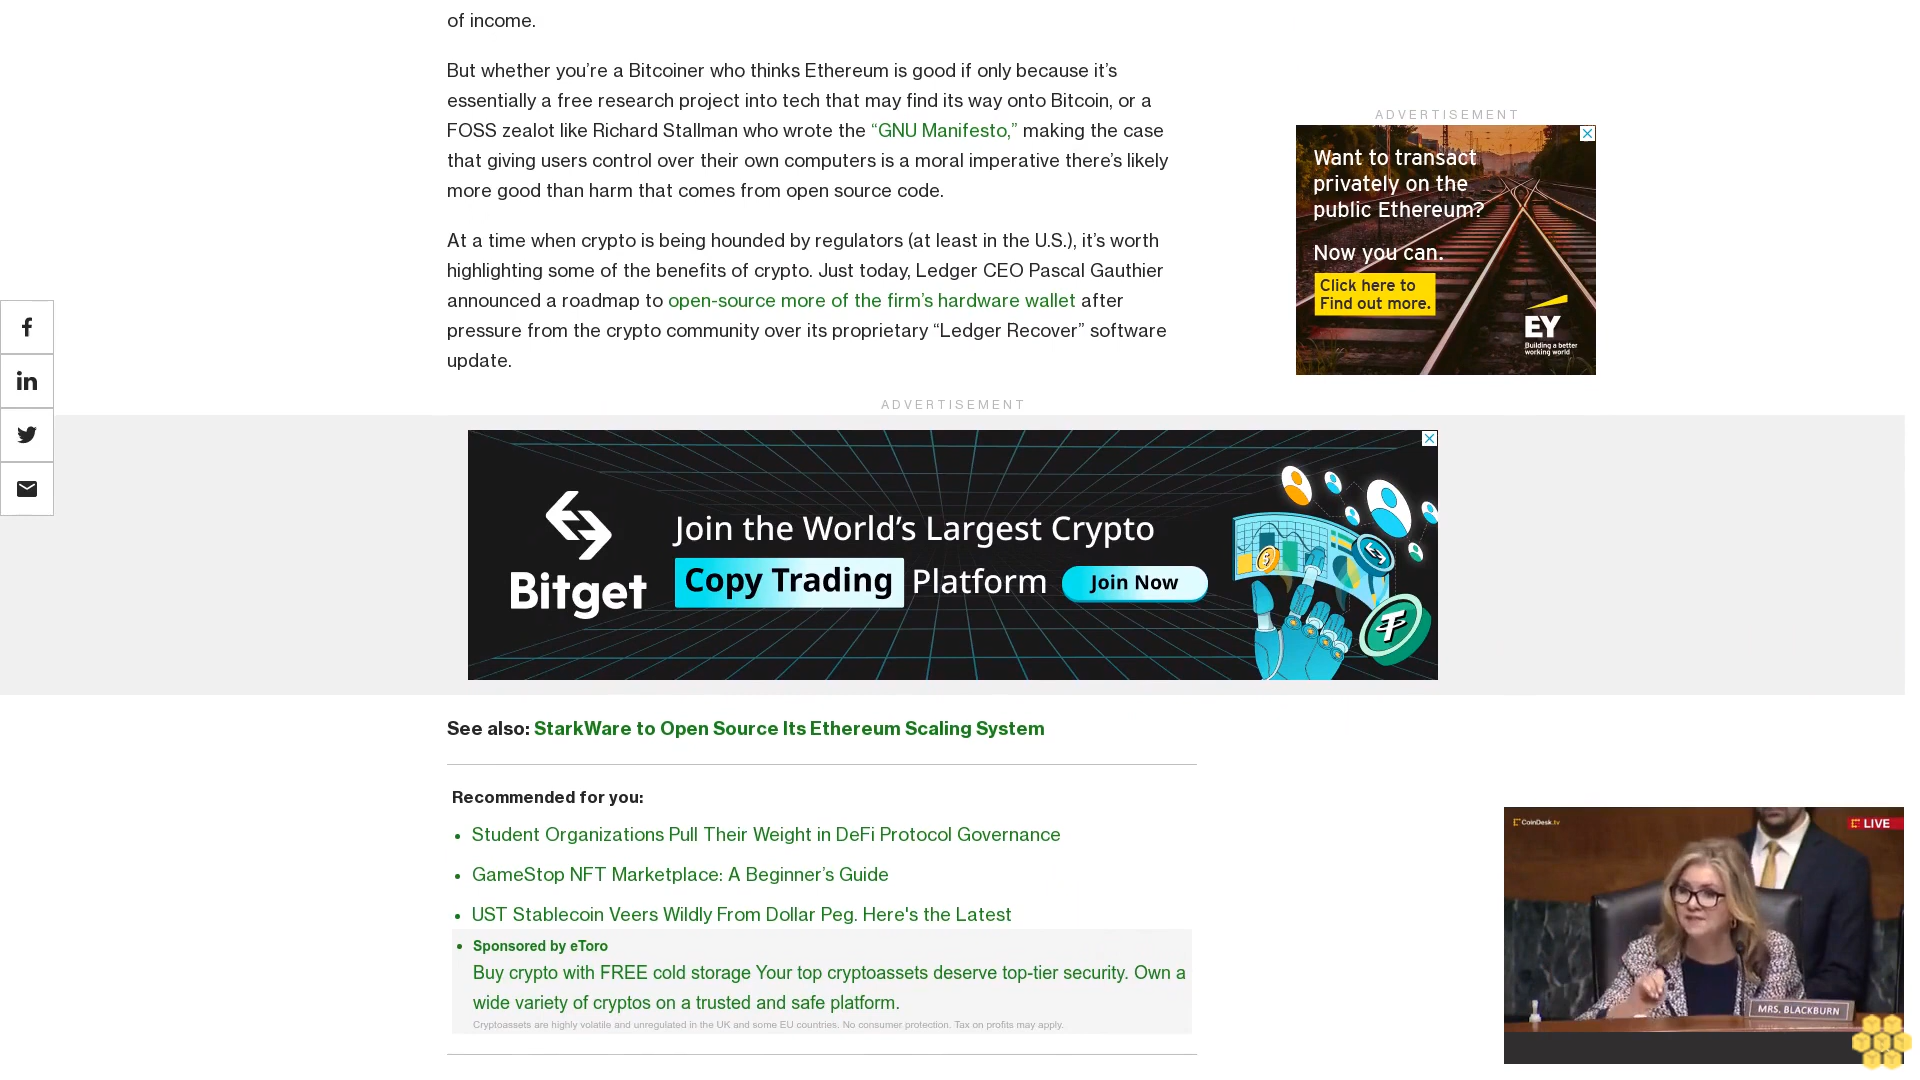 of income.
But whether you’re a Bitcoiner who thinks Ethereum is good if only because it’s
essentially a free research project into tech that may find its way onto Bitcoin, or a
FOSS zealot like Richard Stallman who wrote the “GNU Manifesto,” making the case
that giving users control over their own computers is a moral imperative there’s likely
more good than harm that comes from open source code.
At a time when crypto is being hounded by regulators (at least in the U.S.), it’s worth
highlighting some of the benefits of crypto. Just today, Ledger CEO Pascal Gauthier
announced a roadmap to open-source more of the firm’s hardware wallet after
pressure from the crypto community over its proprietary “Ledger Recover” software
update.
ADVERTISEMENT
Want to transact
privately on the
public Ethereum?
Now you can.
Click here to
Find out more.
EY
Building a better
working world
ADVERTISEMENT
Bitget
Join the World’s Largest Crypto
Copy Trading Platform
Join Now
See also: StarkWare to Open Source Its Ethereum Scaling System
Recommended for you:
• Student Organizations Pull Their Weight in DeFi Protocol Governance
• GameStop NFT Marketplace: A Beginner’s Guide
• UST Stablecoin Veers Wildly From Dollar Peg. Here's the Latest
• Sponsored by eToro
Buy crypto with FREE cold storage Your top cryptoassets deserve top-tier security. Own a
wide variety of cryptos on a trusted and safe platform.
Cryptoassets are highly volatile and unregulated in the UK and some EU countries. No consumer protection. Tax on profits may apply.
CoinDesk.tv
LIVE
MRS. BLACKBURN